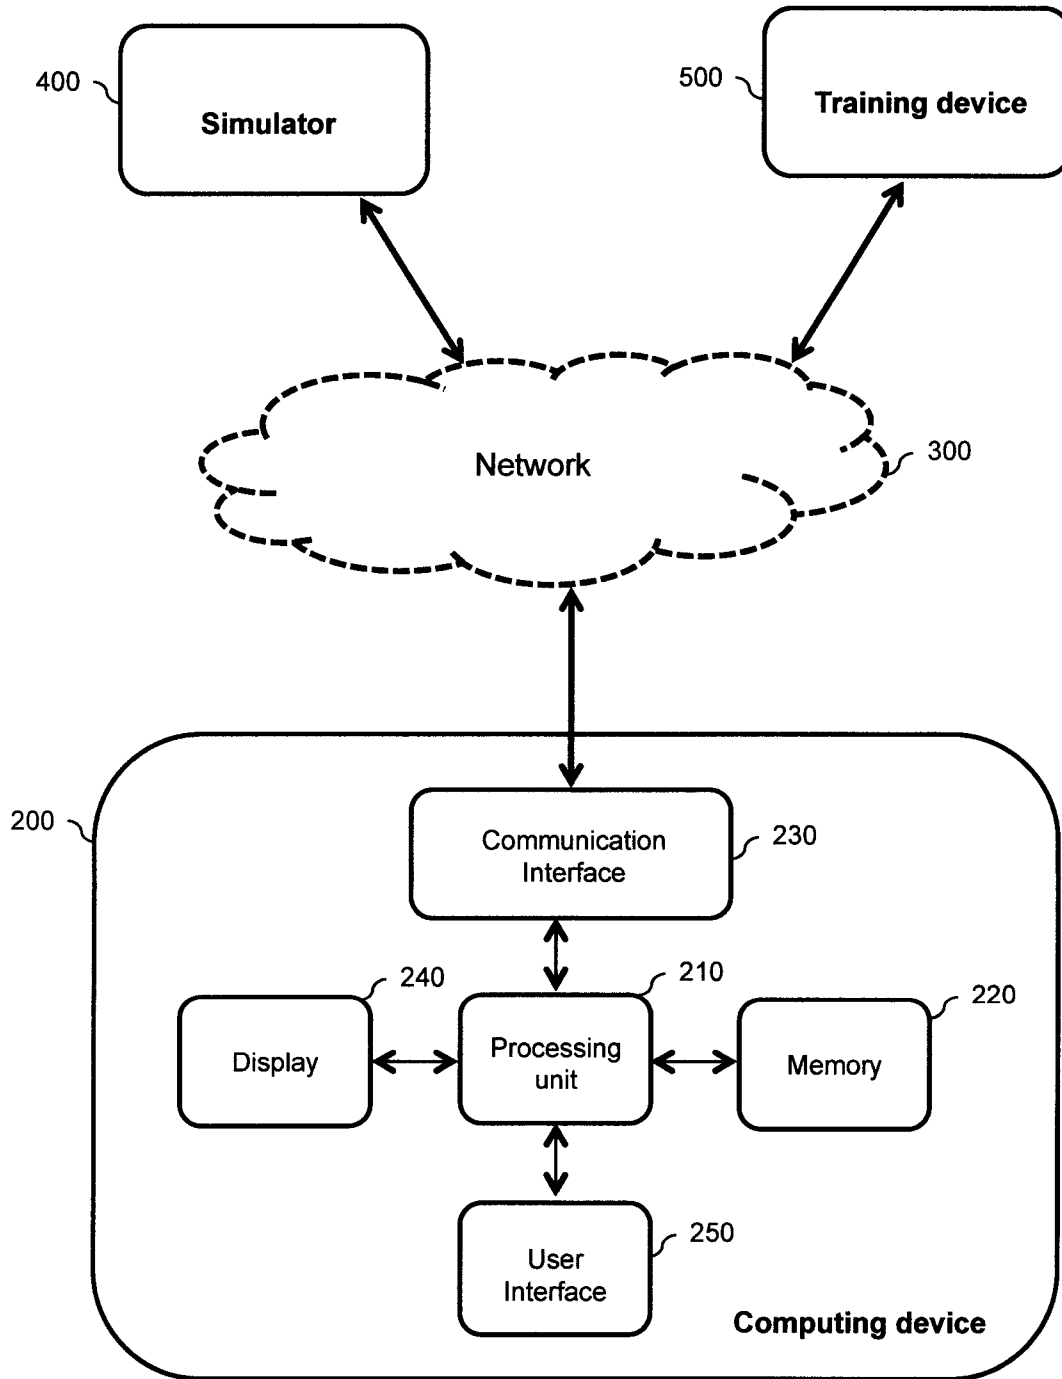 400
Simulator
500
Training device
Network
300
200
Communication
Interface
230
240
Display
210
Processing
unit
220
Memory
250
User
Interface
Computing device